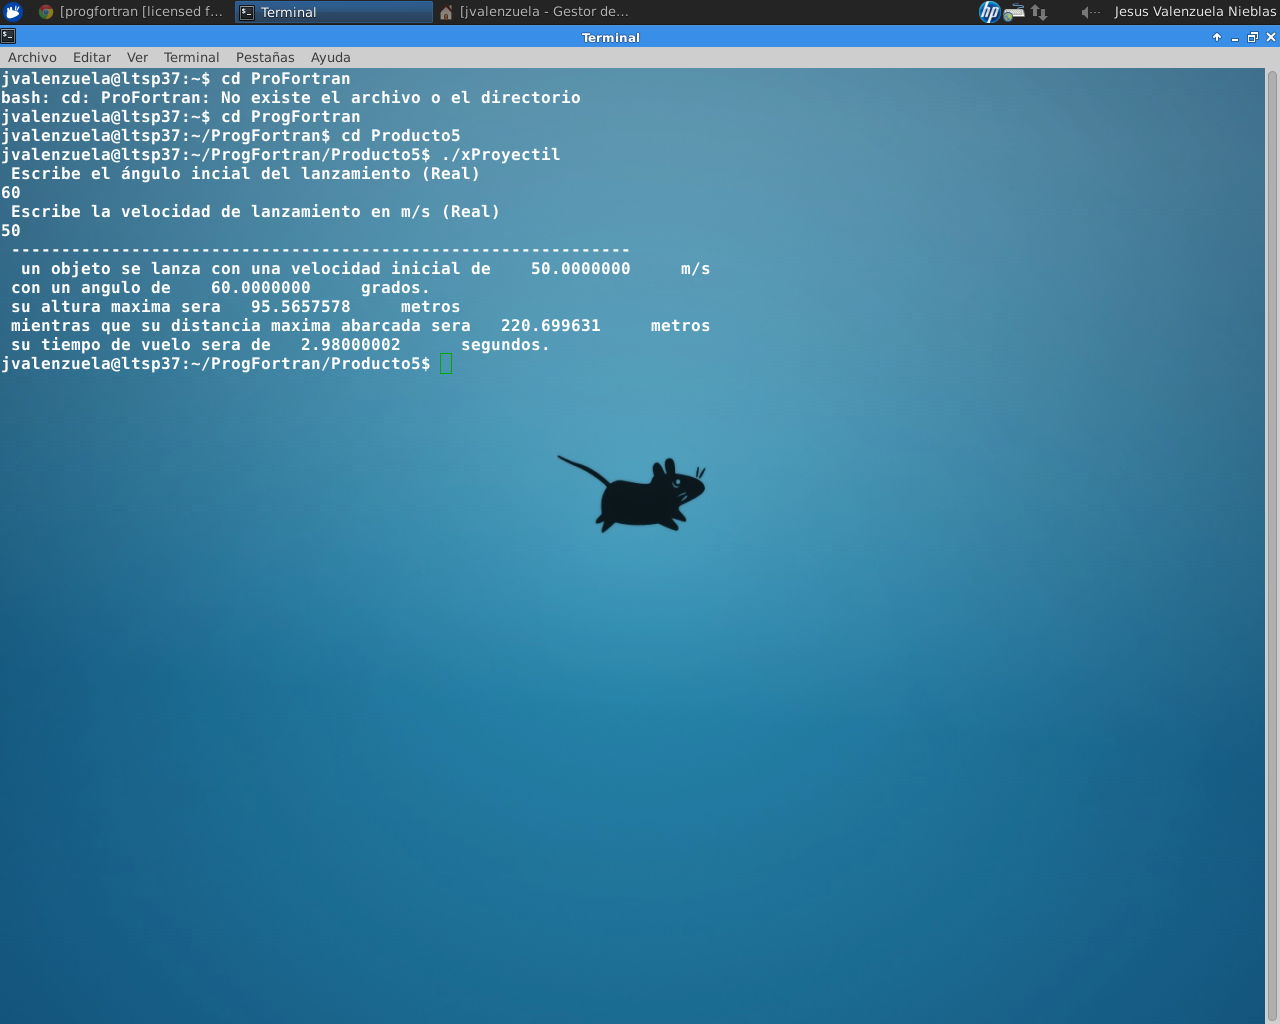 [progfortran [licensed f...
Terminal
[jvalenzuela - Gestor de...
hp
Jesus Valenzuela Nieblas
Terminal
Archivo Editar Ver Terminal Pestañas Ayuda
jvalenzuela@ltsp37:~$ cd ProFortran
bash: cd: ProFortran: No existe el archivo o el directorio
jvalenzuela@ltsp37:~$ cd ProgFortran
jvalenzuela@ltsp37:~/ProgFortran$ cd Producto5
jvalenzuela@ltsp37:~/ProgFortran/Producto5$ ./xProyectil
Escribe el ángulo incial del lanzamiento (Real)
60
Escribe la velocidad de lanzamiento en m/s (Real)
50
--------------------------------------------------------------
un objeto se lanza con una velocidad inicial de    50.0000000     m/s
con un angulo de    60.0000000     grados.
su altura maxima sera   95.5657578     metros
mientras que su distancia maxima abarcada sera   220.699631     metros
su tiempo de vuelo sera de   2.98000002      segundos.
jvalenzuela@ltsp37:~/ProgFortran/Producto5$